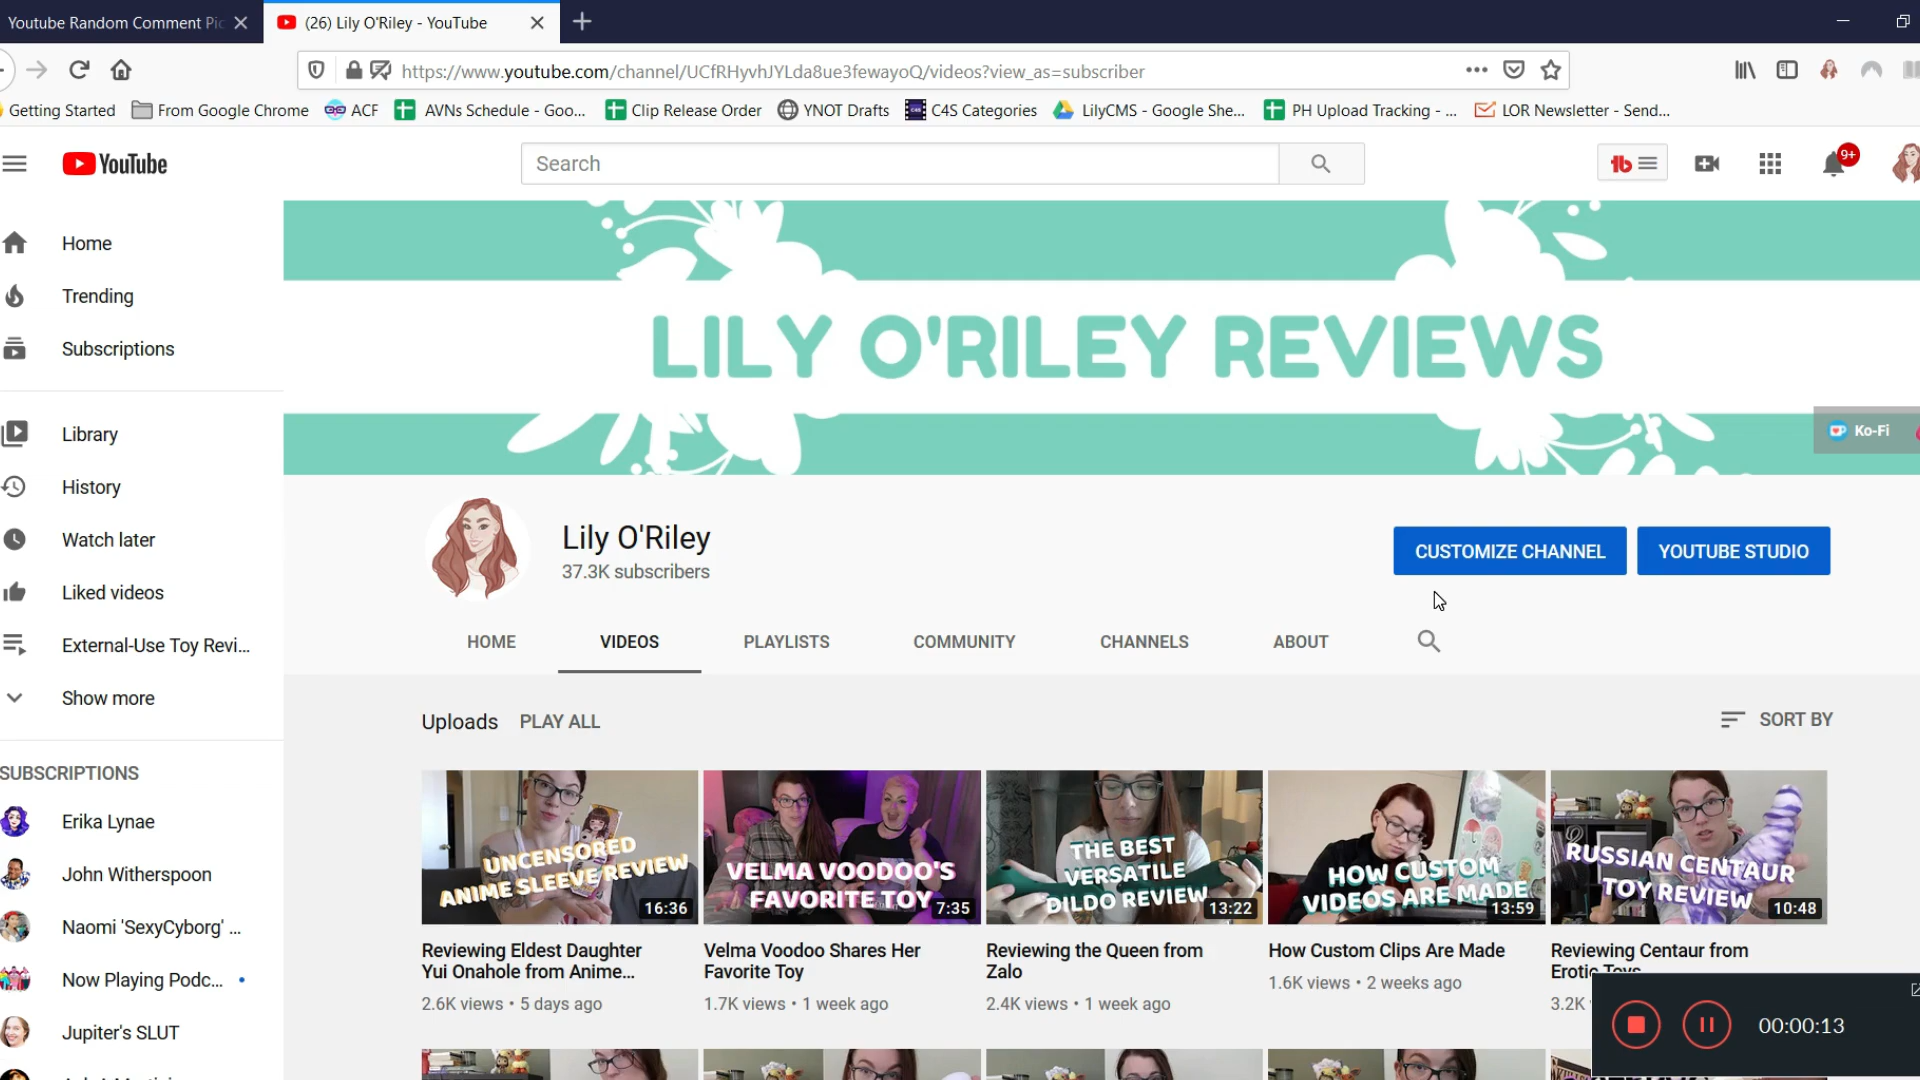 Youtube Random Comment Pic
(26) Lily O'Riley - YouTube
https://www.youtube.com/channel/UCfRHyvhJYLda8ue3fewayoQ/videos?view_as=subscriber
Getting Started
From Google Chrome
ACF
AVNs Schedule - Goo...
Clip Release Order
YNOT Drafts
C4S Categories
LilyCMS - Google She...
PH Upload Tracking - ...
LOR Newsletter - Send...
YouTube
Search
9+
Home
Trending
Subscriptions
Library
History
Watch later
Liked videos
External-Use Toy Revi...
Show more
SUBSCRIPTIONS
Erika Lynae
John Witherspoon
Naomi 'SexyCyborg' ...
Now Playing Podc...
Jupiter's SLUT
LILY O'RILEY REVIEWS
Ko-Fi
Lily O'Riley
37.3K subscribers
CUSTOMIZE CHANNEL
YOUTUBE STUDIO
HOME
VIDEOS
PLAYLISTS
COMMUNITY
CHANNELS
ABOUT
Uploads
PLAY ALL
SORT BY
UNCENSORED
ANIME SLEEVE REVIEW
16:36
Reviewing Eldest Daughter
Yui Onahole from Anime...
2.6K views • 5 days ago
VELMA VOODOO'S
FAVORITE TOY
7:35
Velma Voodoo Shares Her
Favorite Toy
1.7K views • 1 week ago
THE BEST
VERSATILE
DILDO REVIEW
13:22
Reviewing the Queen from
Zalo
2.4K views • 1 week ago
HOW CUSTOM
VIDEOS ARE MADE
13:59
How Custom Clips Are Made
1.6K views • 2 weeks ago
RUSSIAN CENTAUR
TOY REVIEW
10:48
Reviewing Centaur from
Erotic Toys
3.2K
00:00:13